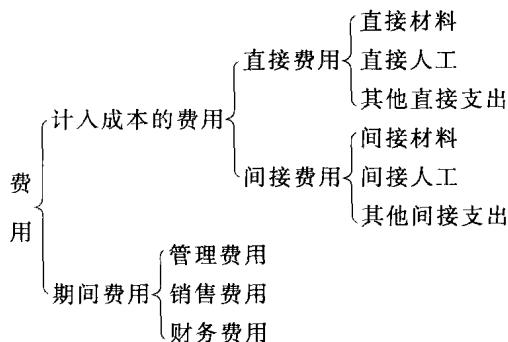 直接材料
直接费用
直接人工
其他直接支出
计入成本的费用
间接材料
间接费用
间接人工
其他间接支出
费用
管理费用
期间费用
销售费用
财务费用